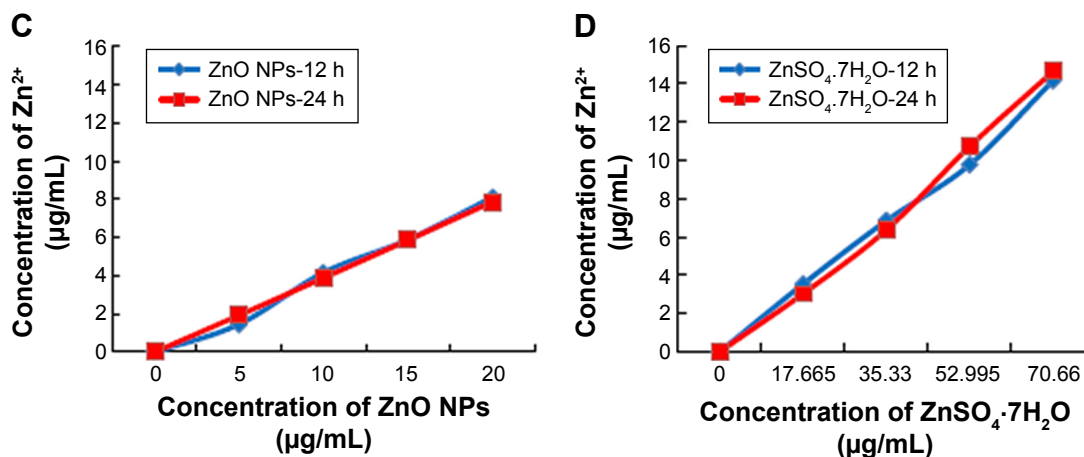 C
16
14
12
10
8
6
4
2
0
Concentration of Zn²⁺
(µg/mL)
ZnO NPs-12 h
ZnO NPs-24 h
0 5 10 15 20
Concentration of ZnO NPs
(µg/mL)
D
16
14
12
10
8
6
4
2
0
Concentration of Zn²⁺
(µg/mL)
ZnSO₄.7H₂O-12 h
ZnSO₄.7H₂O-24 h
0 17.665 35.33 52.995 70.66
Concentration of ZnSO₄·7H₂O
(µg/mL)